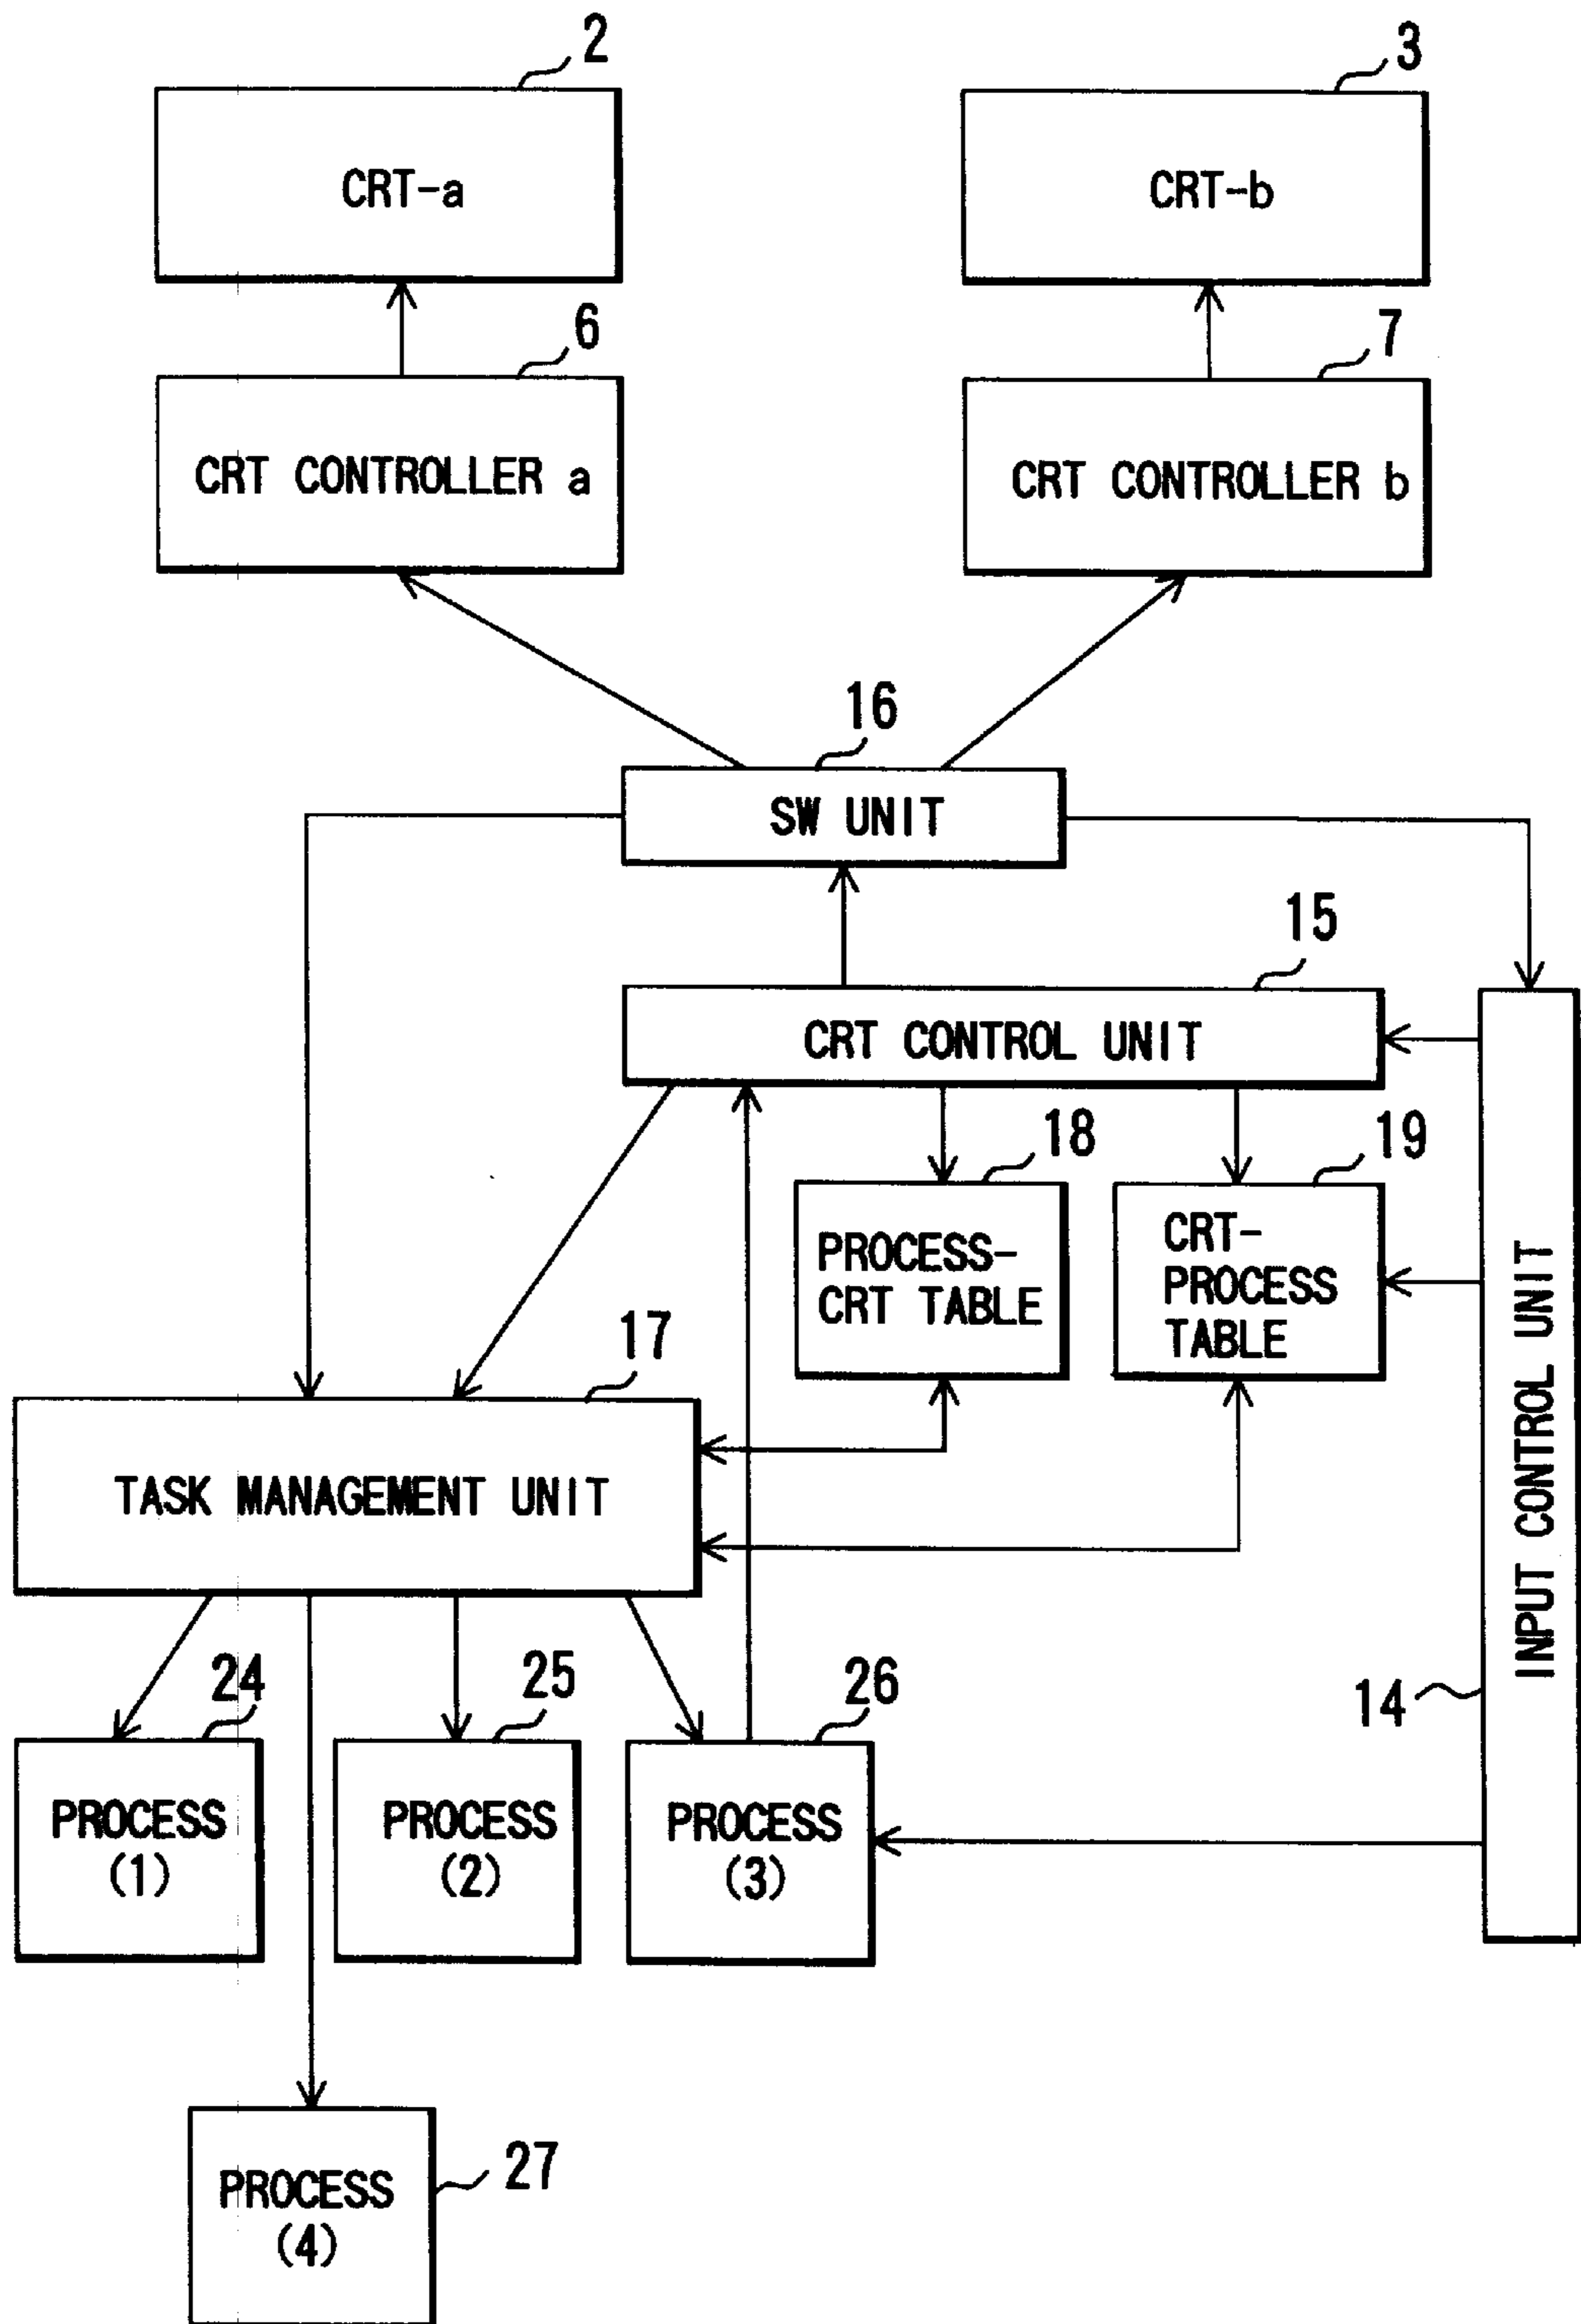 2
3
CRT-a
CRT-b
6
7
CRT CONTROLLER a
CRT CONTROLLER b
16
SW UNIT
15
CRT CONTROL UNIT
18
19
PROCESS-
CRT TABLE
CRT-
PROCESS
TABLE
INPUT CONTROL UNIT
17
TASK MANAGEMENT UNIT
24
25
26
14
PROCESS
(1)
PROCESS
(2)
PROCESS
(3)
27
PROCESS
(4)